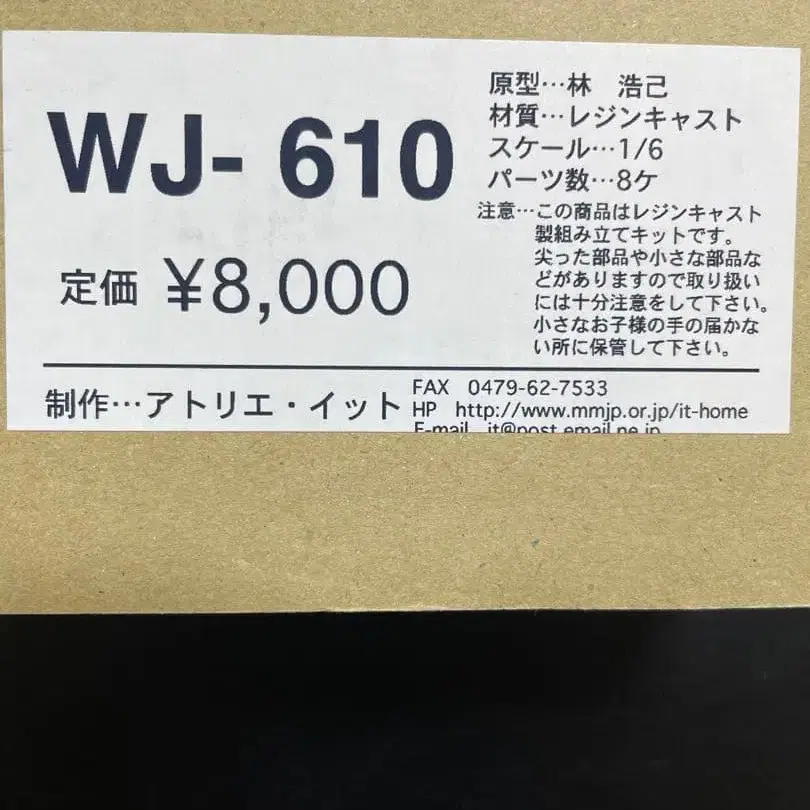 WJ- 610
定価 ¥8,000
原型…林 浩己
材質…レジンキャスト
スケール…1/6
パーツ数…8ケ
注意…この商品はレジンキャスト
製組み立てキットです。
尖った部品や小さな部品な
どがありますので取り扱い
には十分注意をして下さい。
小さなお子様の手の届かな
い所に保管して下さい。
制作…アトリエ・イット
FAX 0479-62-7533
HP http://www.mmjp.or.jp/it-home
E-mail it@post.email.ne.jp